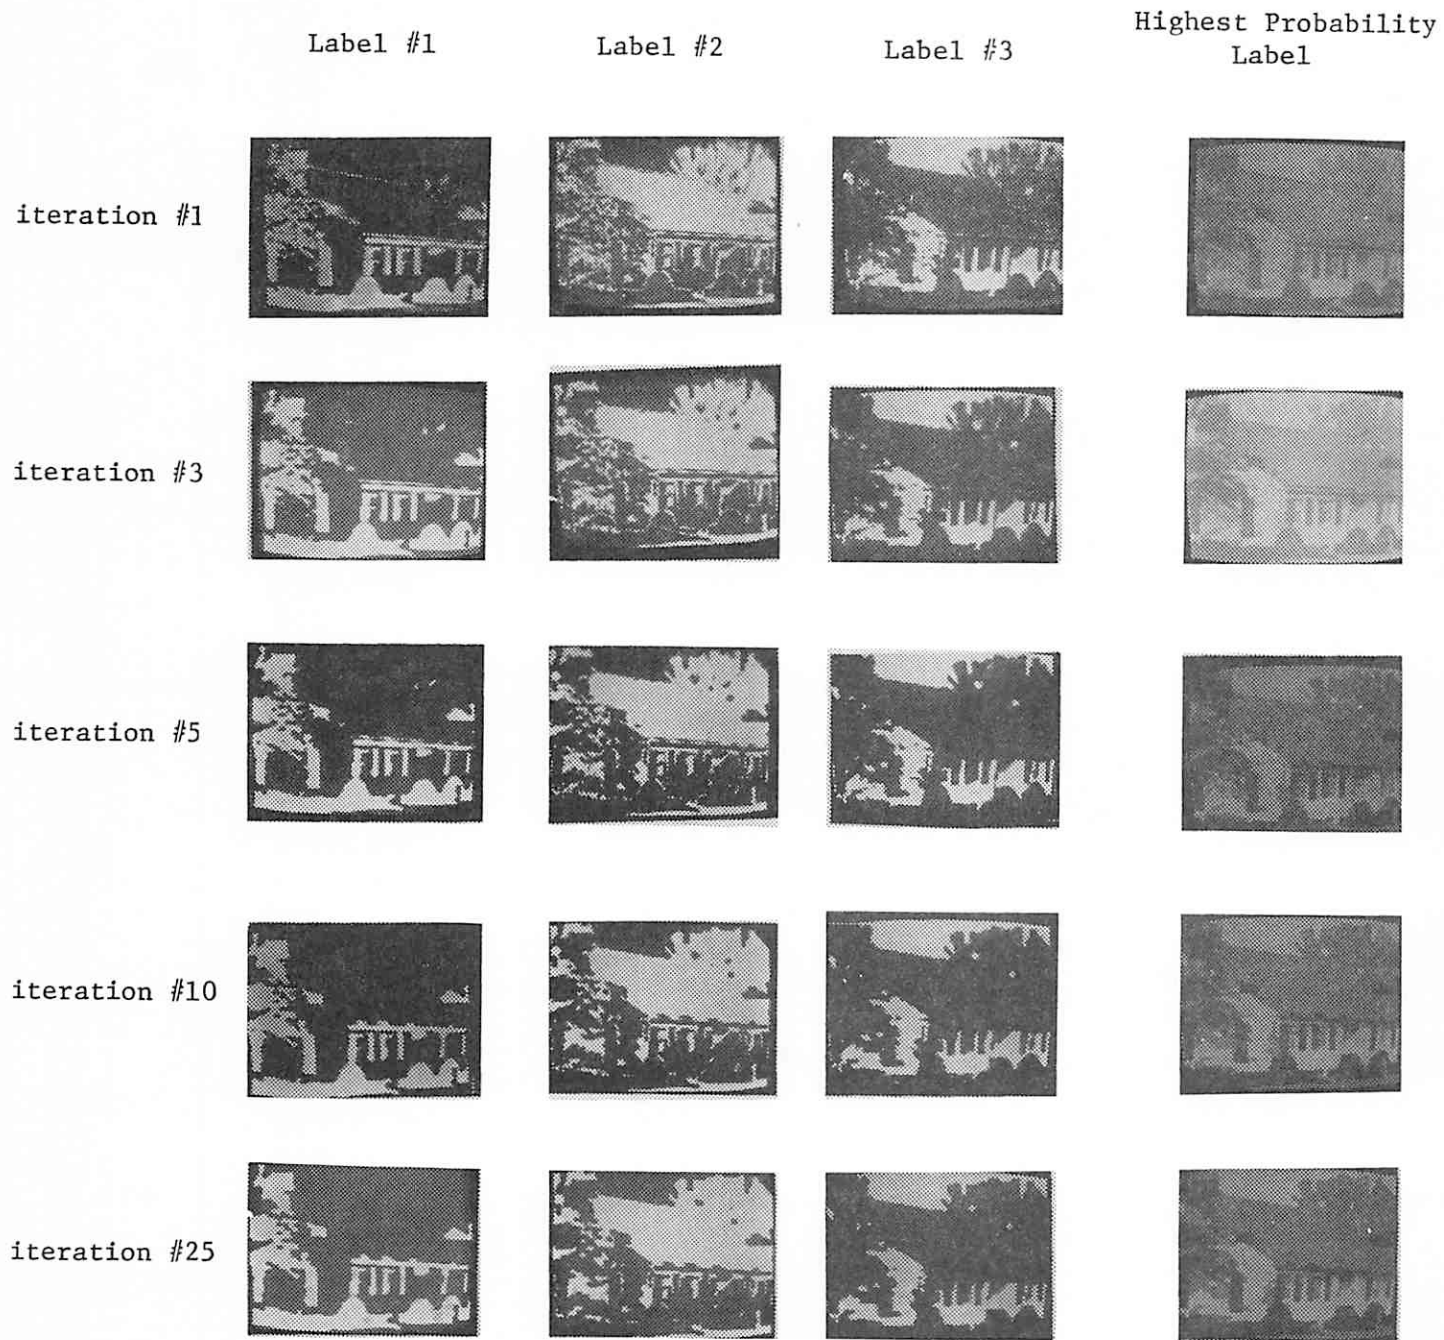 Label #1
Label #2
Label #3
Highest Probability
Label
iteration #1
iteration #3
iteration #5
iteration #10
iteration #25